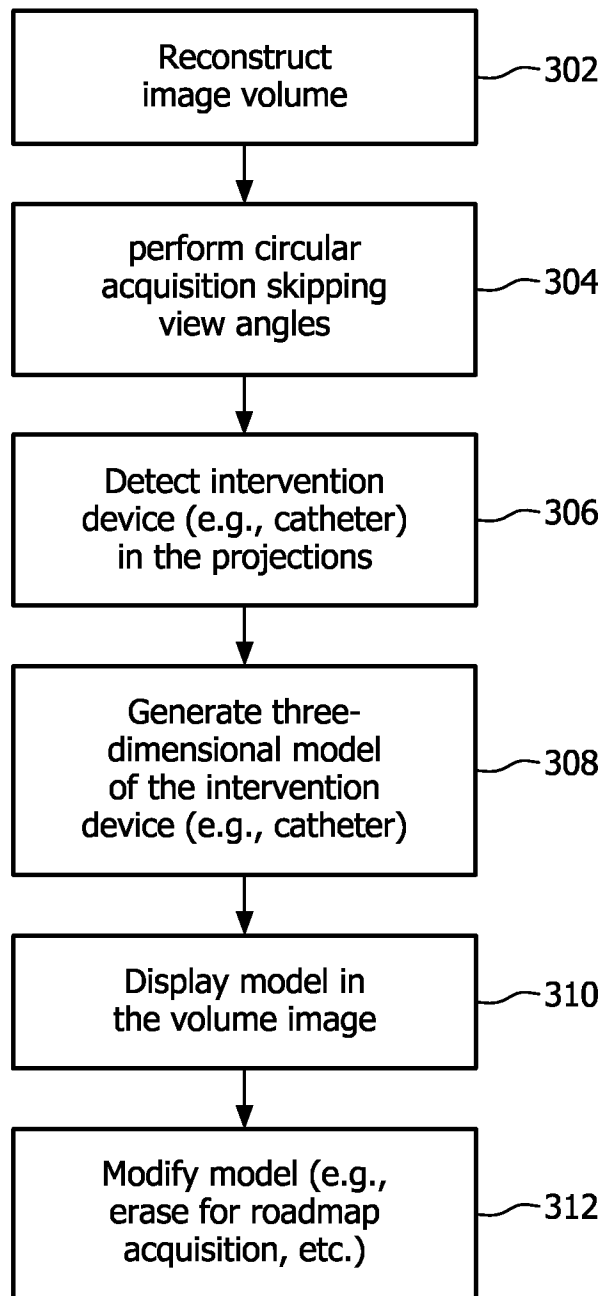 Reconstruct
image volume
302
perform circular
acquisition skipping
view angles
304
Detect intervention
device (e.g., catheter)
in the projections
306
Generate three-
dimensional model
of the intervention
device (e.g., catheter)
308
Display model in
the volume image
310
Modify model (e.g.,
erase for roadmap
acquisition, etc.)
312